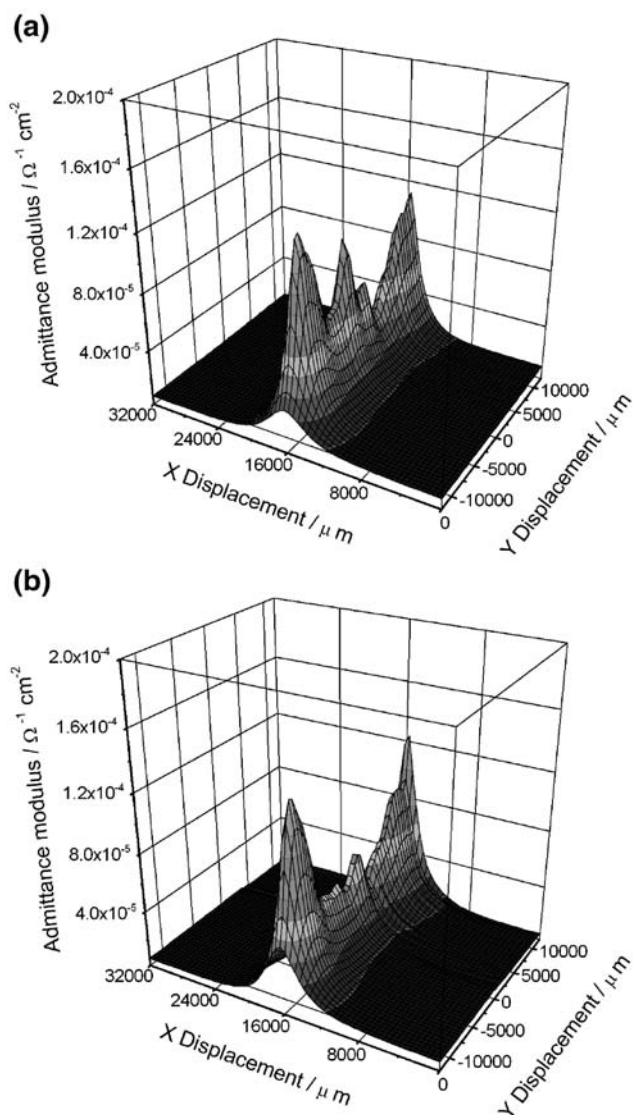 (a)
2.0x10⁻⁴
1.6x10⁻⁴
1.2x10⁻⁴
8.0x10⁻⁵
4.0x10⁻⁵
Admittance modulus / Ω⁻¹ cm⁻²
32000
24000
16000
8000
0
X Displacement / μ m
10000
5000
0
-5000
-10000
Y Displacement / μ m
(b)
2.0x10⁻⁴
1.6x10⁻⁴
1.2x10⁻⁴
8.0x10⁻⁵
4.0x10⁻⁵
Admittance modulus / Ω⁻¹ cm⁻²
32000
24000
16000
8000
0
X Displacement / μ m
10000
5000
0
-5000
-10000
Y Displacement / μ m